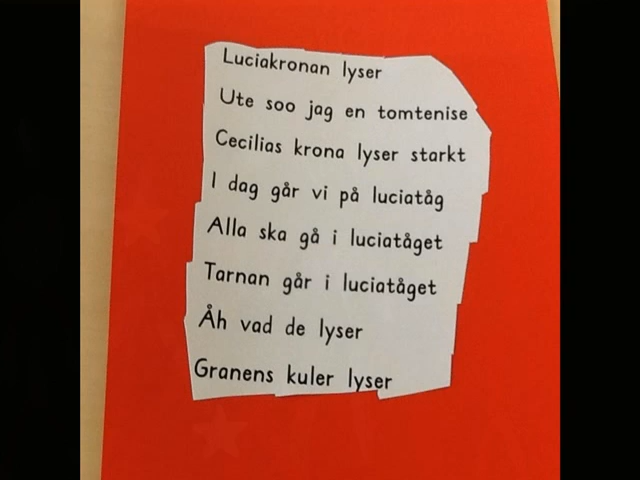 Luciakronan lyser
Ute soo jag en tomtenise
Cecilias krona lyser starkt
I dag går vi på luciatåg
Alla ska gå i luciatåget
Tarnan går i luciatåget
Åh vad de lyser
Granens kuler lyser